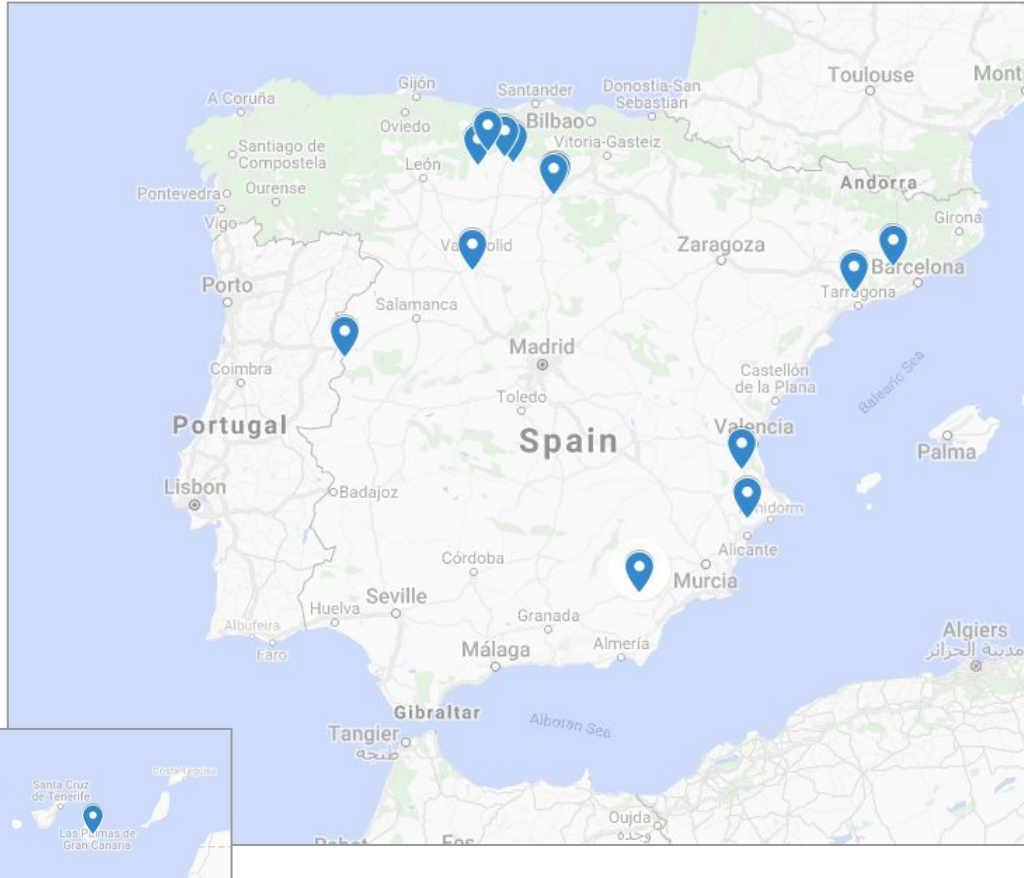 Toulouse
Mont
Gijón
A Coruña
Santander
Donostia-San
Sebastian
Oviedo
Bilbao
Vitoria-Gasteiz
Santiago de
Compostela
León
Andorra
Pontevedra
Ourense
Vigo
Girona
Zaragoza
Barcelona
Porto
Tarragona
Salamanca
Madrid
Coimbra
Castellón
de la Plana
Balearic Sea
Toledo
Portugal
Spain
Valencia
Palma
Lisbon
Badajoz
Alicante
Córdoba
Murcia
Seville
Huelva
Granada
Albufeira
Faro
Almería
Málaga
Algiers
مدينة الجزائر
Gibraltar
Alboran Sea
Tangier
طنجة
Oujda
وجدة
Santa Cruz
de Tenerife
Costa Teguise
Las Palmas de
Gran Canaria